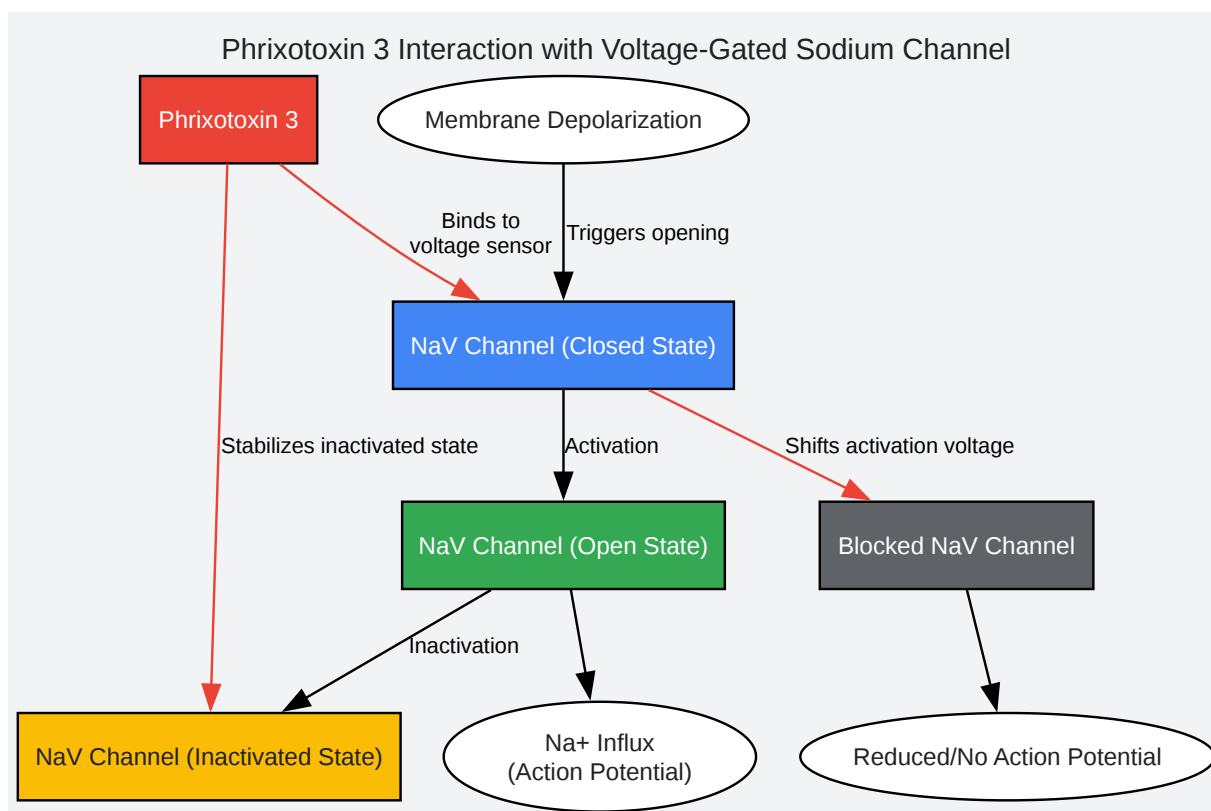 Phrixotoxin 3 Interaction with Voltage-Gated Sodium Channel
Phrixotoxin 3
Membrane Depolarization
Binds to
voltage sensor
Triggers opening
NaV Channel (Closed State)
Stabilizes inactivated state
Activation
Shifts activation voltage
NaV Channel (Open State)
Blocked NaV Channel
Inactivation
NaV Channel (Inactivated State)
Na+ Influx
(Action Potential)
Reduced/No Action Potential